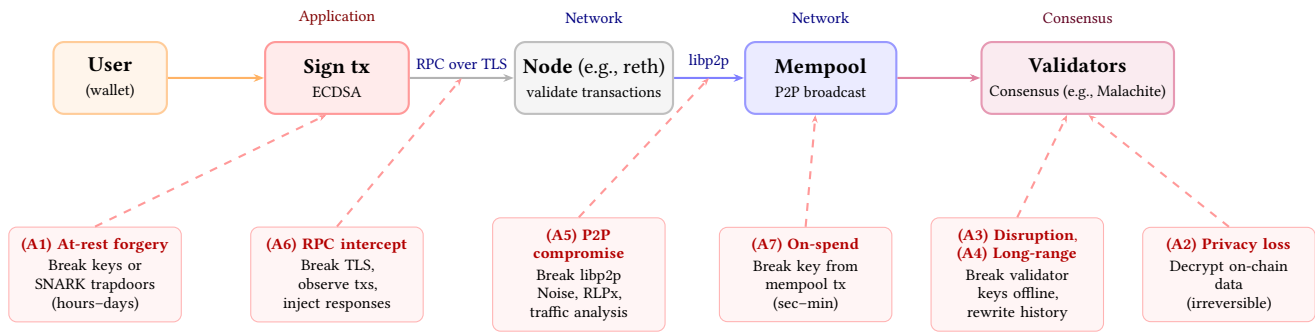 Application
Network
Network
Consensus
User
(wallet)
Sign tx
ECDSA
RPC over TLS
Node (e.g., reth)
validate transactions
libp2p
Mempool
P2P broadcast
Validators
Consensus (e.g., Malachite)
(A1) At-rest forgery
Break keys or
SNARK trapdoors
(hours–days)
(A6) RPC intercept
Break TLS,
observe txs,
inject responses
(A5) P2P
compromise
Break libp2p
Noise, RLPx,
traffic analysis
(A7) On-spend
Break key from
mempool tx
(sec–min)
(A3) Disruption,
(A4) Long-range
Break validator
keys offline,
rewrite history
(A2) Privacy loss
Decrypt on-chain
data
(irreversible)